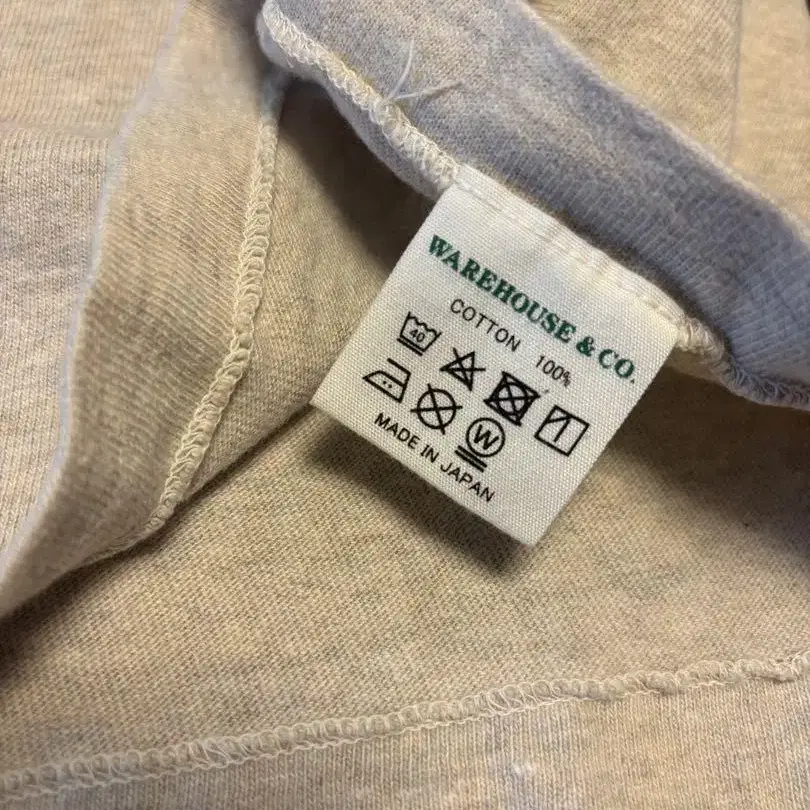 WAREHOUSE & CO.
COTTON 100%
40
W
MADE IN JAPAN